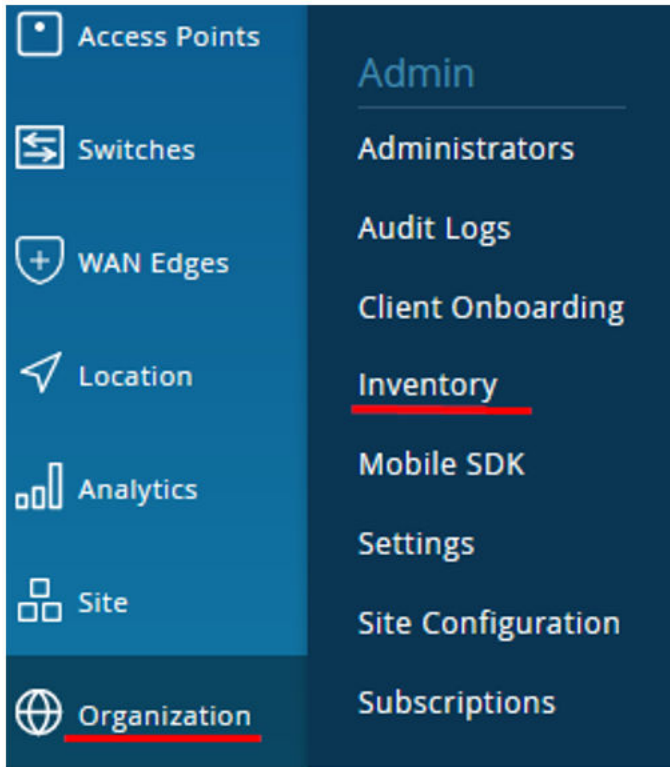 Access Points
Switches
WAN Edges
Location
Analytics
Site
Organization
Admin
Administrators
Audit Logs
Client Onboarding
Inventory
Mobile SDK
Settings
Site Configuration
Subscriptions